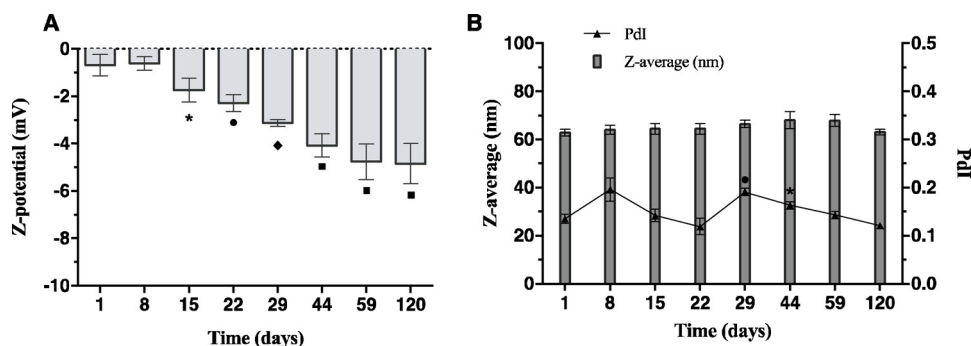 A
Z-potential (mV)
0
-2
-4
-6
-8
-10
*
1 8 15 22 29 44 59 120
Time (days)
B
PdI
Z-average (nm)
Z-average (nm)
100
80
60
40
20
0
*
0.5
0.4
0.3
0.2
0.1
0.0
PdI
1 8 15 22 29 44 59 120
Time (days)